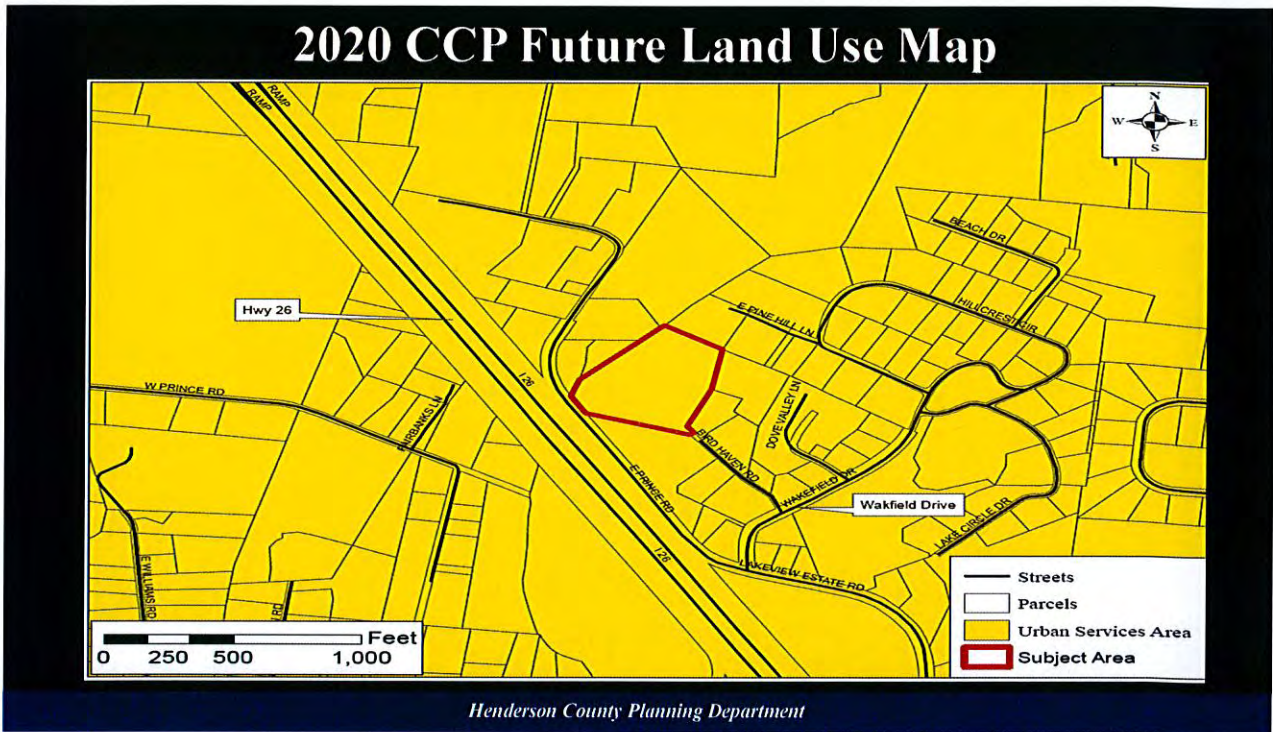 2020 CCP Future Land Use Map
RAMP
RAMP
N
W E
S
BEACH DR
HILLCREST CIR
E PINE HILL LN
Hwy 26
I 26
W PRINCE RD
FAIRBANKS LN
DOVE VALLEY LN
BIRD HAVEN RD
E PRINCE RD
WAKEFIELD DR
Wakfield Drive
LAKE CIRCLE DR
I 26
LAKEVIEW ESTATE RD
E WILLIAMS RD
RD
Streets
Parcels
Urban Services Area
Subject Area
Feet
0 250 500 1,000
Henderson County Planning Department